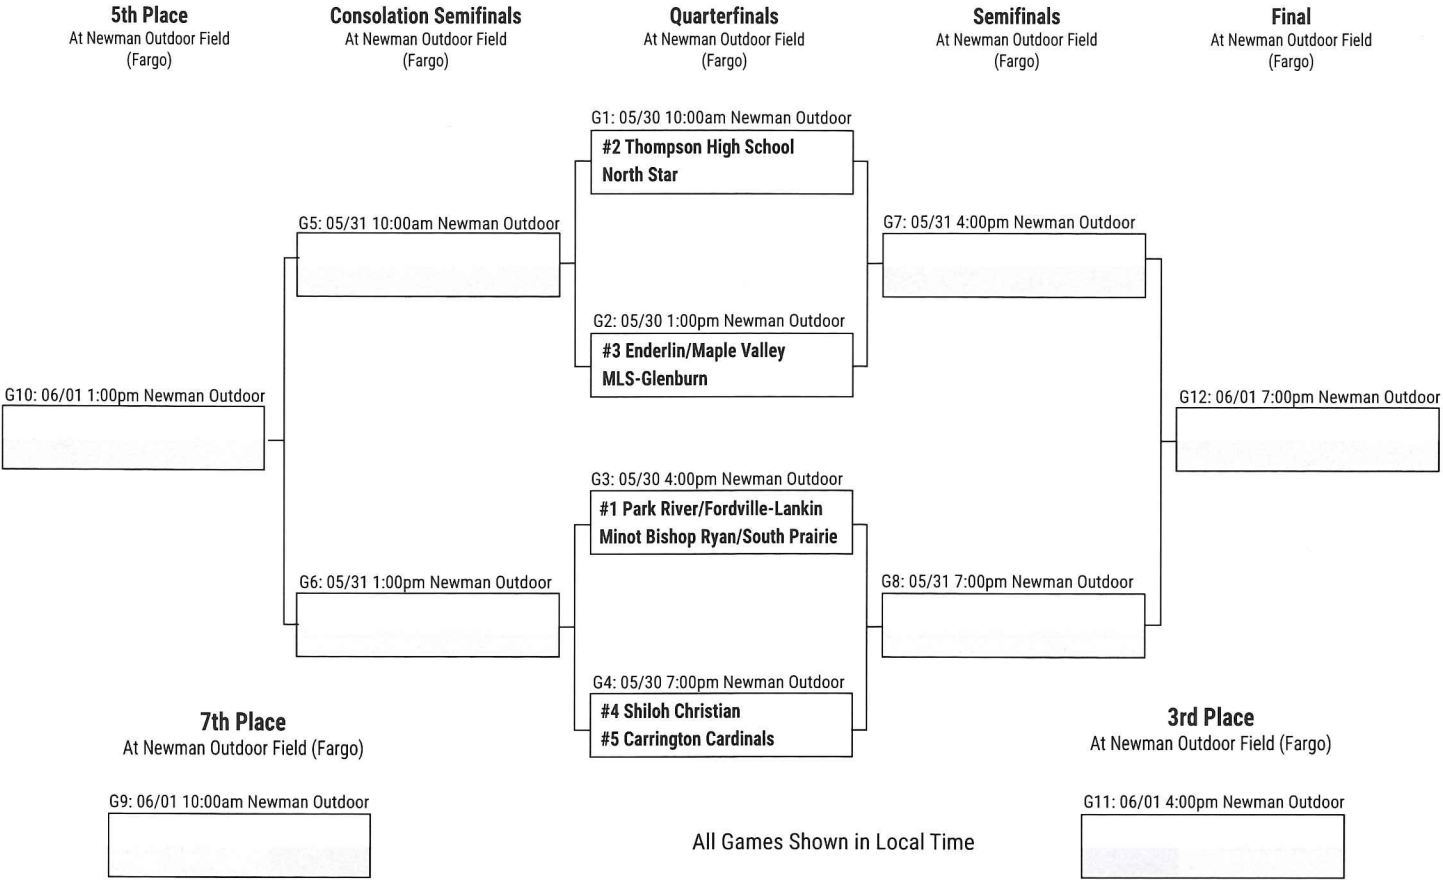 5th Place
At Newman Outdoor Field
(Fargo)
Consolation Semifinals
At Newman Outdoor Field
(Fargo)
Quarterfinals
At Newman Outdoor Field
(Fargo)
Semifinals
At Newman Outdoor Field
(Fargo)
Final
At Newman Outdoor Field
(Fargo)
G1: 05/30 10:00am Newman Outdoor
#2 Thompson High School
North Star
G5: 05/31 10:00am Newman Outdoor
G7: 05/31 4:00pm Newman Outdoor
G2: 05/30 1:00pm Newman Outdoor
#3 Enderlin/Maple Valley
MLS-Glenburn
G10: 06/01 1:00pm Newman Outdoor
G12: 06/01 7:00pm Newman Outdoor
G3: 05/30 4:00pm Newman Outdoor
#1 Park River/Fordville-Lankin
Minot Bishop Ryan/South Prairie
G6: 05/31 1:00pm Newman Outdoor
G8: 05/31 7:00pm Newman Outdoor
G4: 05/30 7:00pm Newman Outdoor
#4 Shiloh Christian
#5 Carrington Cardinals
7th Place
At Newman Outdoor Field (Fargo)
3rd Place
At Newman Outdoor Field (Fargo)
G9: 06/01 10:00am Newman Outdoor
G11: 06/01 4:00pm Newman Outdoor
All Games Shown in Local Time